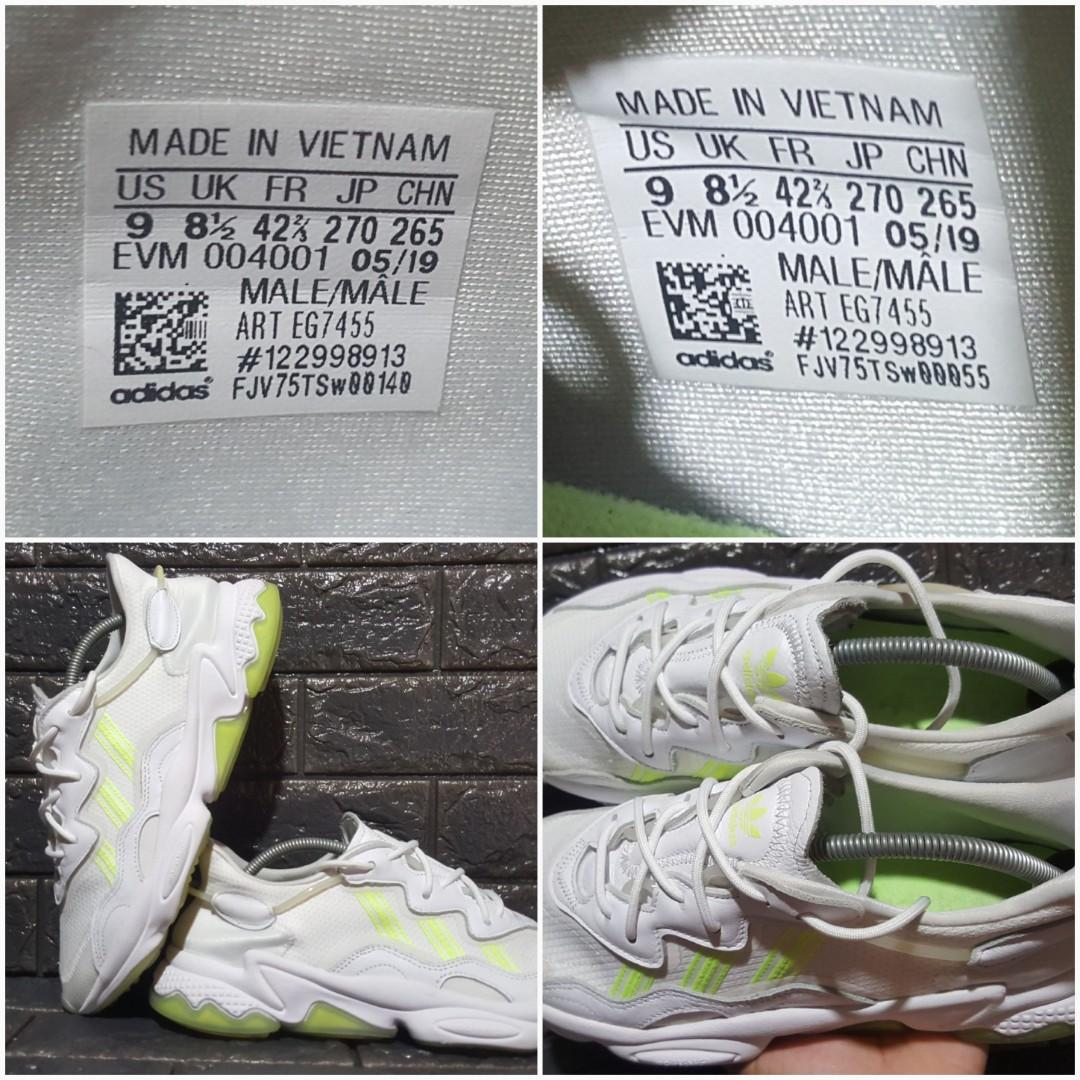 MADE IN VIETNAM
US UK FR JP CHN
9 8½ 42⅔ 270 265
EVM 004001 05/19
MALE/MÂLE
ART EG7455
#122998913
adidas FJV75TSW00140
MADE IN VIETNAM
US UK FR JP CHN
9 8½ 42⅔ 270 265
EVM 004001 05/19
MALE/MÂLE
ART EG7455
#122998913
adidas FJV75TSW00055
adidas
adidas